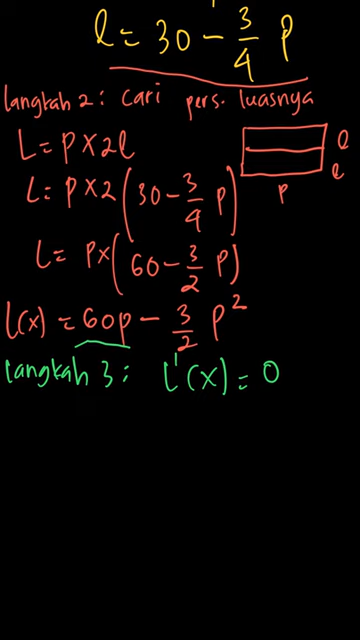 l = 30 - 3/4 p
langkah 2 : cari pers. luasnya
L = p x 2l
l
l
p
L = p x 2 (30 - 3/4 p)
L = p x (60 - 3/2 p)
L(x) = 60p - 3/2 p²
langkah 3 : L'(x) = 0